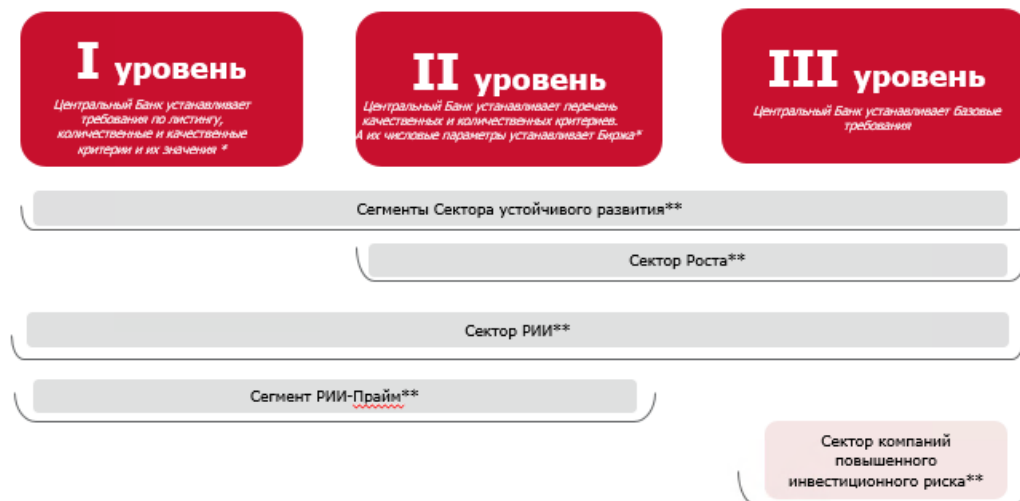 I уровень
Центральный Банк устанавливает
требования по листингу,
количественные и качественные
критерии и их значения *
II уровень
Центральный Банк устанавливает перечень
качественных и количественных критериев.
А их числовые параметры устанавливает Биржа*
III уровень
Центральный Банк устанавливает базовые
требования
Сегменты Сектора устойчивого развития**
Сектор Роста**
Сектор РИИ**
Сегмент РИИ-Прайм**
Сектор компаний
повышенного
инвестиционного риска**